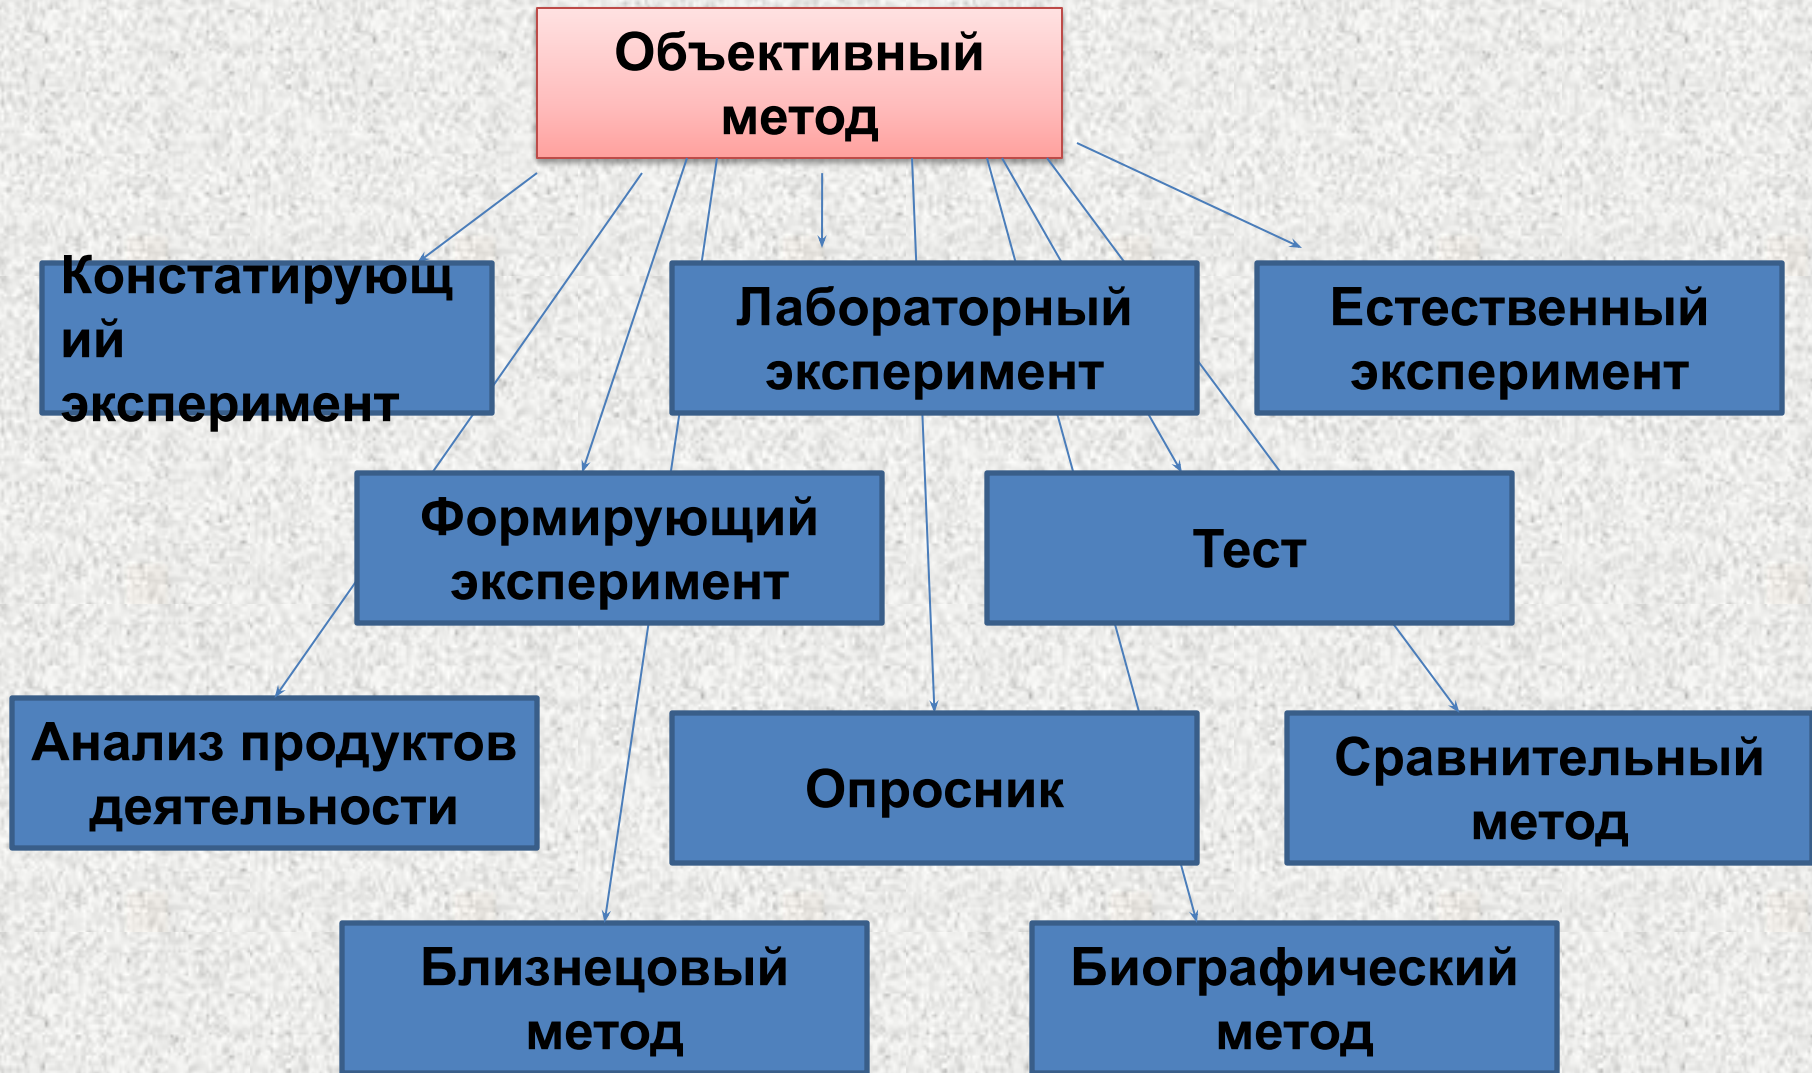 Объективный
метод
Констатирующ
ий
эксперимент
Лабораторный
эксперимент
Естественный
эксперимент
Формирующий
эксперимент
Тест
Анализ продуктов
деятельности
Опросник
Сравнительный
метод
Близнецовый
метод
Биографический
метод